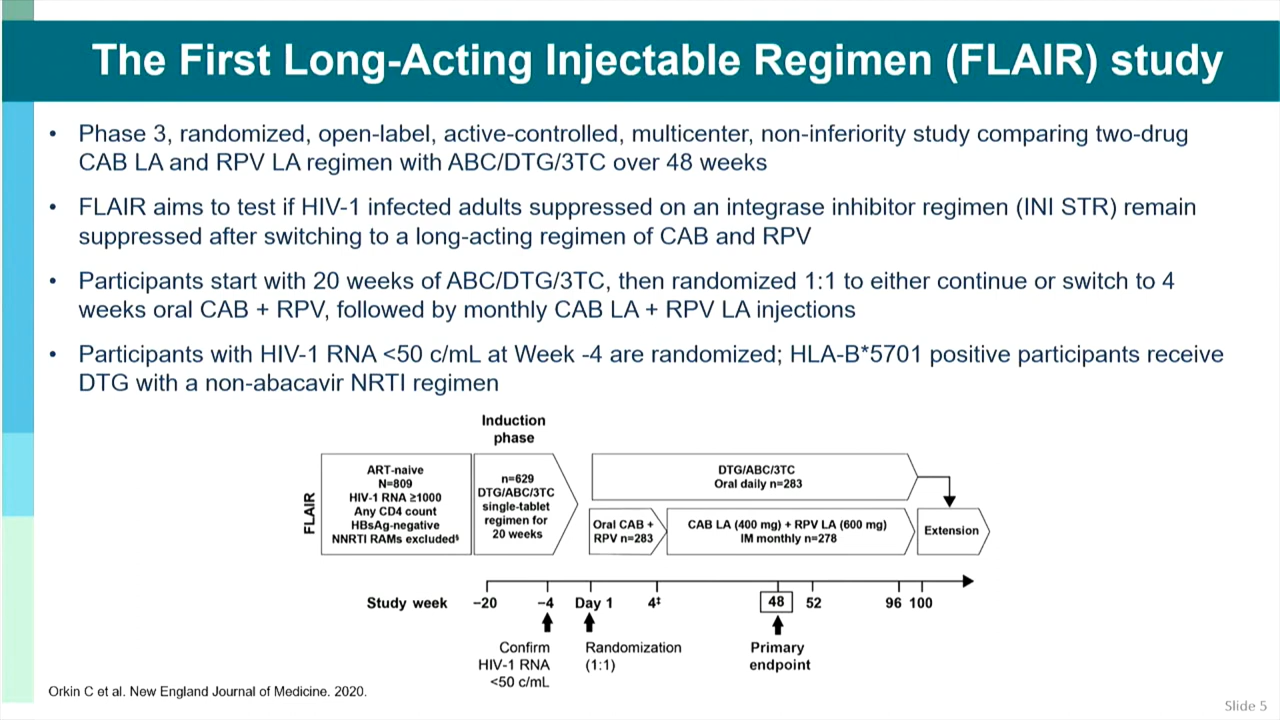 The First Long-Acting Injectable Regimen (FLAIR) study
• Phase 3, randomized, open-label, active-controlled, multicenter, non-inferiority study comparing two-drug
CAB LA and RPV LA regimen with ABC/DTG/3TC over 48 weeks
• FLAIR aims to test if HIV-1 infected adults suppressed on an integrase inhibitor regimen (INI STR) remain
suppressed after switching to a long-acting regimen of CAB and RPV
• Participants start with 20 weeks of ABC/DTG/3TC, then randomized 1:1 to either continue or switch to 4
weeks oral CAB + RPV, followed by monthly CAB LA + RPV LA injections
• Participants with HIV-1 RNA <50 c/mL at Week -4 are randomized; HLA-B*5701 positive participants receive
DTG with a non-abacavir NRTI regimen
Induction
phase
FLAIR
ART-naive
N=809
HIV-1 RNA ≥1000
Any CD4 count
HBsAg-negative
NNRTI RAMs excluded§
n=629
DTG/ABC/3TC
single-tablet
regimen for
20 weeks
DTG/ABC/3TC
Oral daily n=283
Oral CAB +
RPV n=283
CAB LA (400 mg) + RPV LA (600 mg)
IM monthly n=278
Extension
Study week −20 −4 Day 1 4‡ 48 52 96 100
Confirm
HIV-1 RNA
<50 c/mL
Randomization
(1:1)
Primary
endpoint
Orkin C et al. New England Journal of Medicine. 2020.
Slide 5